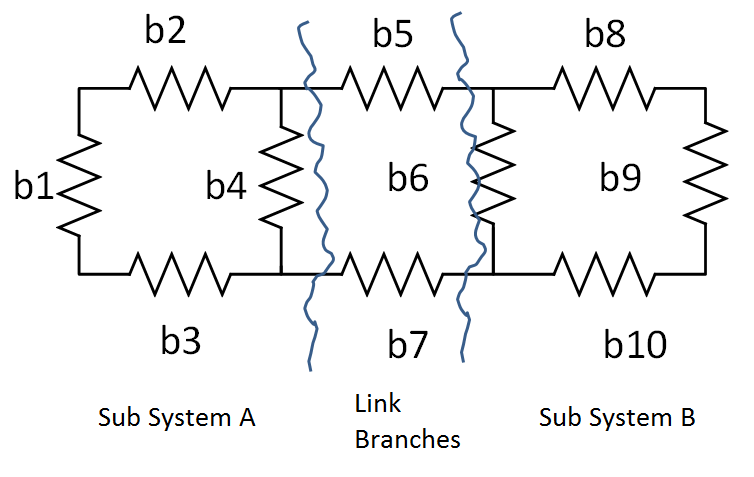 b2
b5
b8
b1
b4
b6
b9
b3
b7
b10
Sub System A
Link
Branches
Sub System B